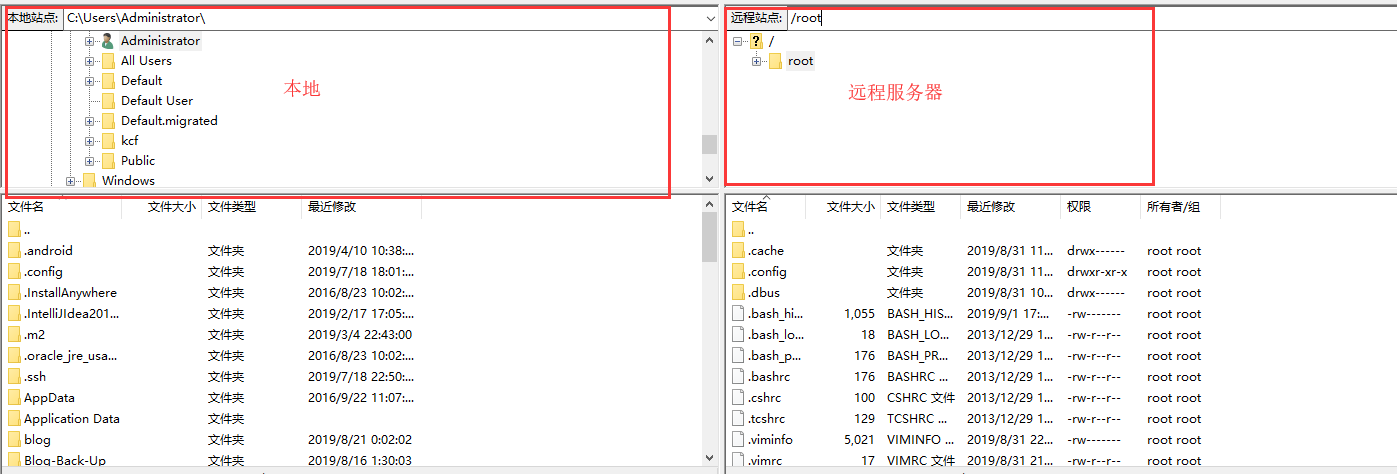 本地站点: C:\Users\Administrator\
Administrator
All Users
Default
Default User
Default.migrated
kcf
Public
Windows
本地
远程站点: /root
? /
root
远程服务器
文件名 文件大小 文件类型 最近修改
..
.android 文件夹 2019/4/10 10:38:...
.config 文件夹 2019/7/18 18:01:...
.InstallAnywhere 文件夹 2016/8/23 10:02:...
.IntelliJIdea201... 文件夹 2019/2/17 17:05:...
.m2 文件夹 2019/3/4 22:43:00
.oracle_jre_usa... 文件夹 2016/8/23 10:02:...
.ssh 文件夹 2019/7/18 22:50:...
AppData 文件夹 2016/9/22 11:07:...
Application Data 文件夹
blog 文件夹 2019/8/21 0:02:02
Blog-Back-Up 文件夹 2019/8/16 1:30:03
文件名 文件大小 文件类型 最近修改 权限 所有者/组
..
.cache 文件夹 2019/8/31 11... drwx------ root root
.config 文件夹 2019/8/31 11... drwxr-xr-x root root
.dbus 文件夹 2019/8/31 10... drwx------ root root
.bash_hi... 1,055 BASH_HIS... 2019/9/1 17:... -rw------- root root
.bash_lo... 18 BASH_LO... 2013/12/29 1... -rw-r--r-- root root
.bash_p... 176 BASH_PR... 2013/12/29 1... -rw-r--r-- root root
.bashrc 176 BASHRC ... 2013/12/29 1... -rw-r--r-- root root
.cshrc 100 CSHRC 文件 2013/12/29 1... -rw-r--r-- root root
.tcshrc 129 TCSHRC ... 2013/12/29 1... -rw-r--r-- root root
.viminfo 5,021 VIMINFO ... 2019/8/31 22... -rw------- root root
.vimrc 17 VIMRC 文件 2019/8/31 21... -rw-r--r-- root root